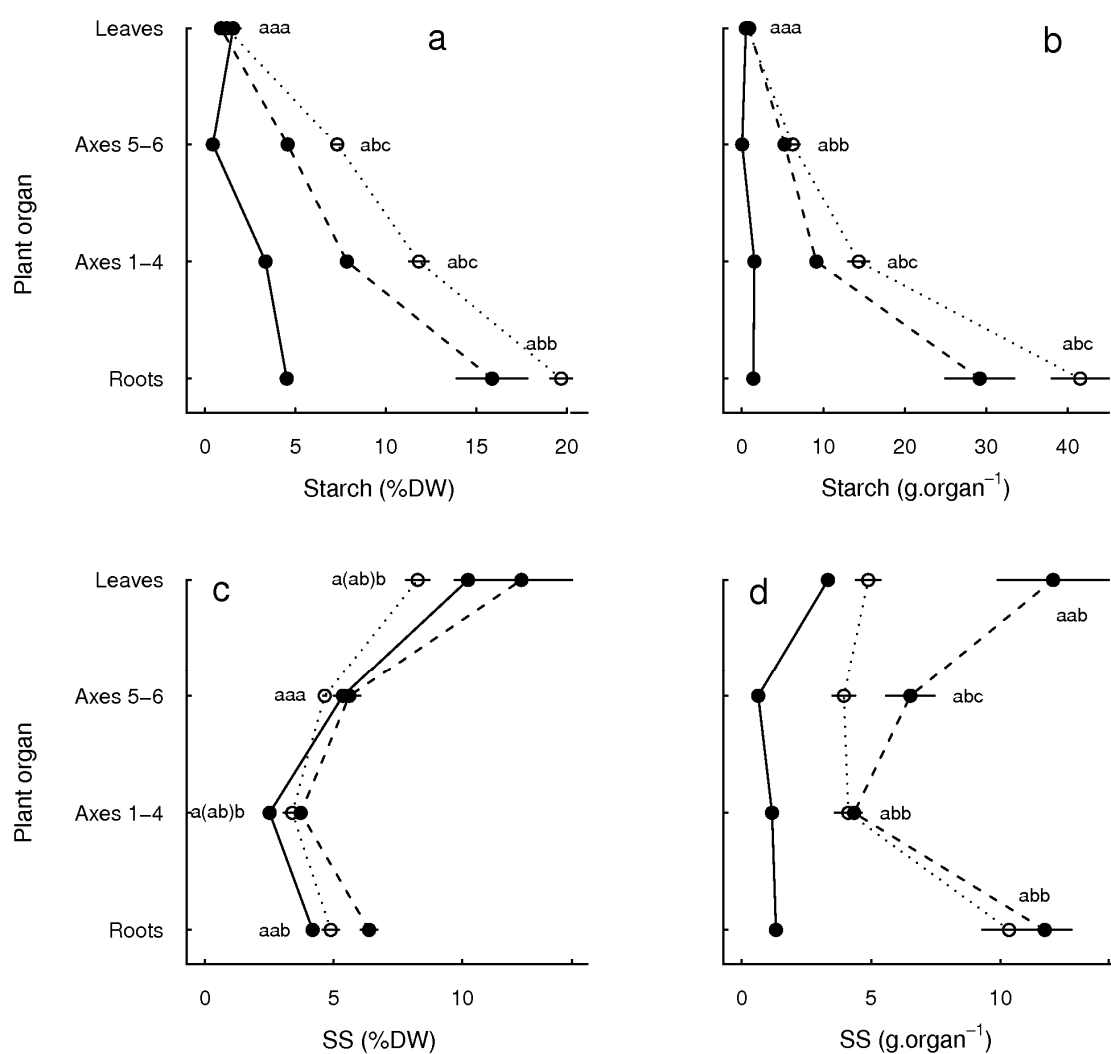 a
Leaves
aaa
Axes 5−6
abc
Axes 1−4
abc
abb
Roots
Plant organ
0 5 10 15 20
Starch (%DW)
b
aaa
abb
abc
abc
0 10 20 30 40
Starch (g.organ⁻¹)
c
Leaves
a(ab)b
Axes 5−6
aaa
Axes 1−4
a(ab)b
Roots
aab
Plant organ
0 5 10
SS (%DW)
d
aab
abc
abb
abb
0 5 10
SS (g.organ⁻¹)